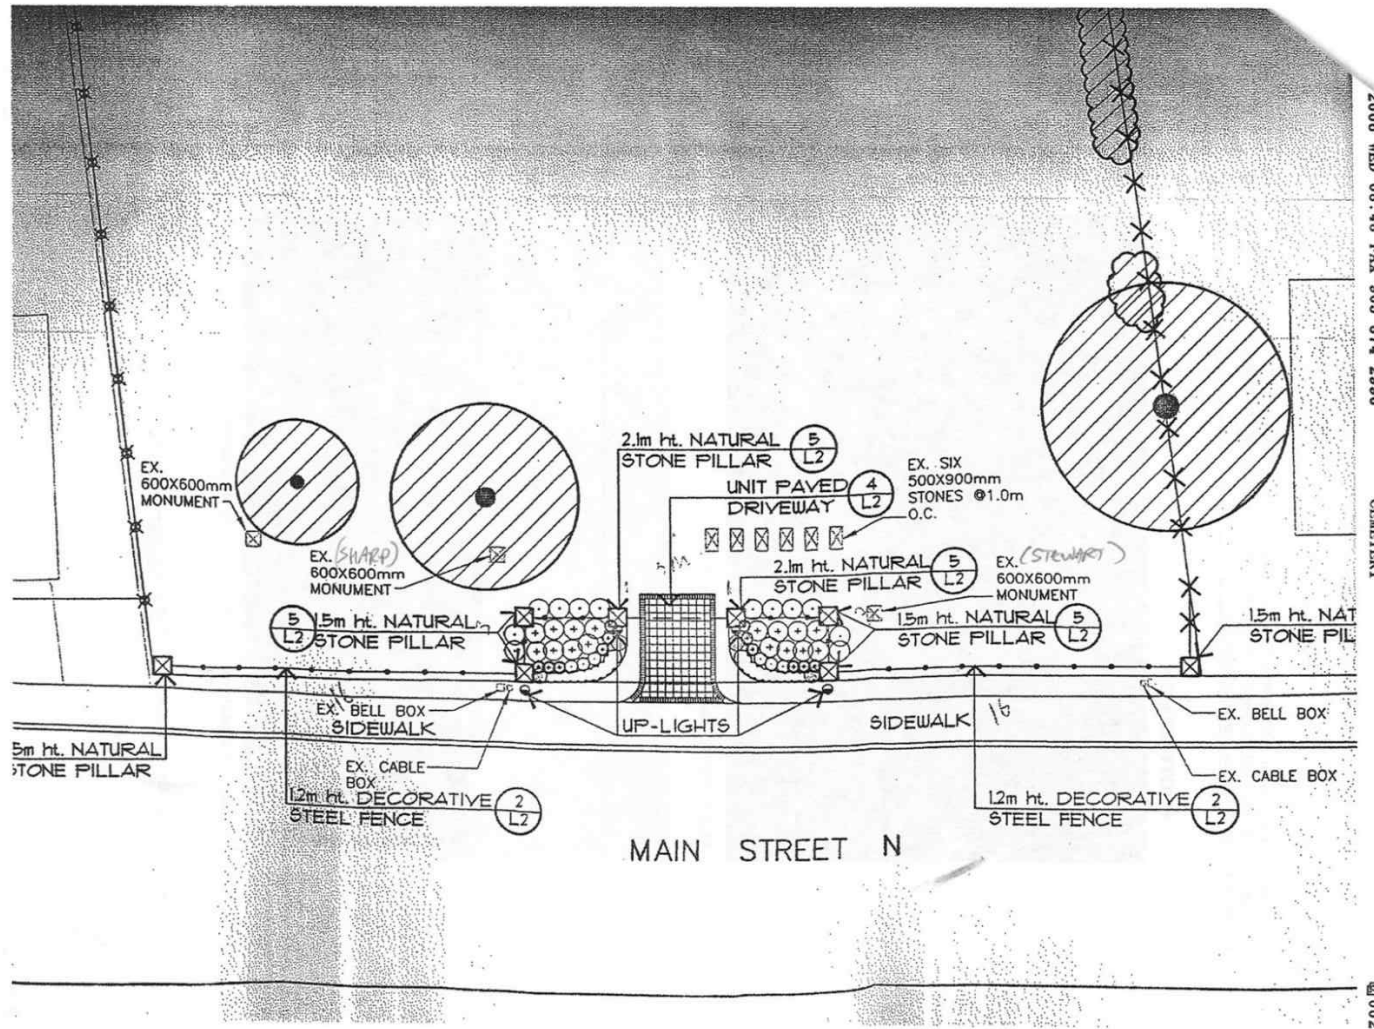 2.1m ht. NATURAL 5
STONE PILLAR L2
EX.
600X600mm
MONUMENT
UNIT PAVED 4
DRIVEWAY L2
EX. SIX
500X900mm
STONES @1.0m
O.C.
EX. (SHARP)
600X600mm
MONUMENT
2.1m ht. NATURAL 5
STONE PILLAR L2
EX. (STEWART)
600X600mm
MONUMENT
5 1.5m ht. NATURAL
L2 STONE PILLAR
1.5m ht. NATURAL 5
STONE PILLAR L2
1.5m ht. NAT
STONE PIL
16
EX. BELL BOX
SIDEWALK
UP-LIGHTS
SIDEWALK 16
EX. BELL BOX
5m ht. NATURAL
STONE PILLAR
EX. CABLE
BOX
EX. CABLE BOX
1.2m ht. DECORATIVE 2
STEEL FENCE L2
1.2m ht. DECORATIVE 2
STEEL FENCE L2
MAIN STREET N